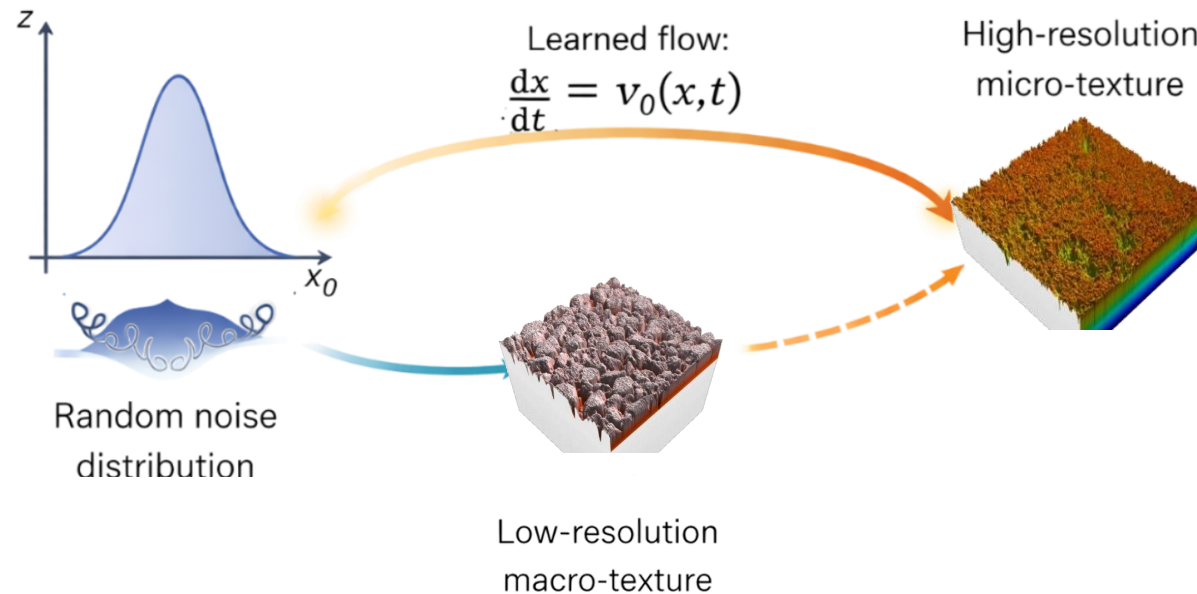 z
x₀
Random noise
distribution
Learned flow:
dx/dt = v₀(x,t)
Low-resolution
macro-texture
High-resolution
micro-texture